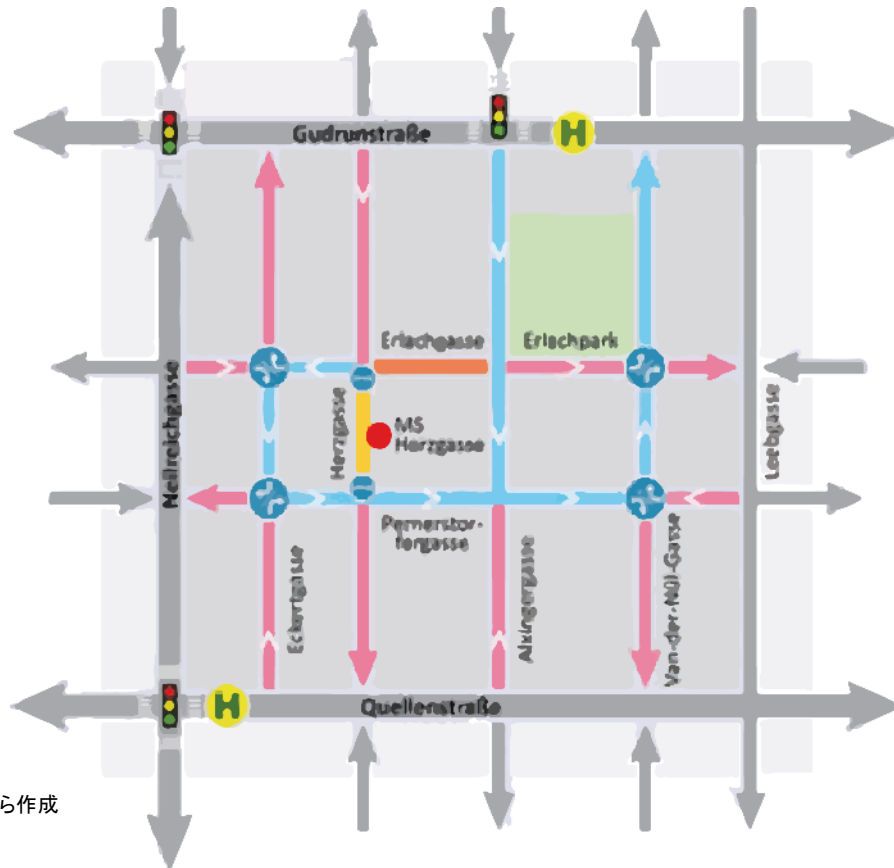 Gudrunstraße
H
Erlachgasse
Erlachpark
Neilreichgasse
Herzgasse
MS
Herzgasse
Leebgasse
Pernerstor-
fergasse
Eckertgasse
Alxingergasse
Van-der-Nüll-Gasse
H
Quellenstraße
ら作成